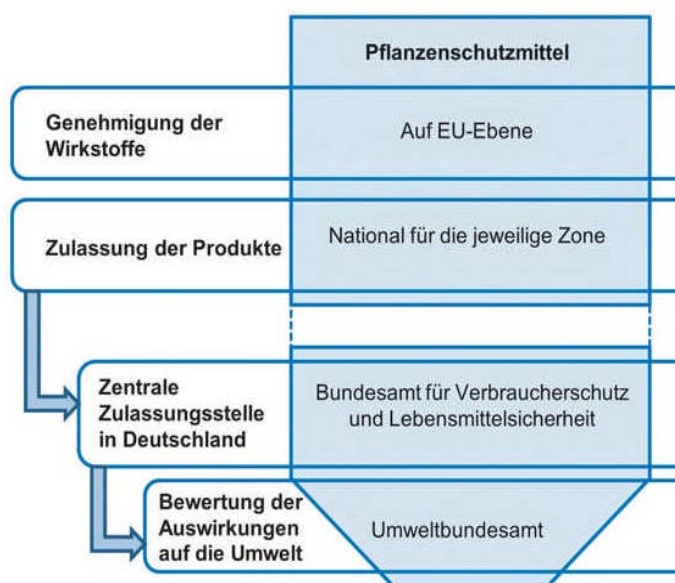 Pflanzenschutzmittel
Genehmigung der
Wirkstoffe
Auf EU-Ebene
Zulassung der Produkte
National für die jeweilige Zone
Zentrale
Zulassungsstelle
in Deutschland
Bundesamt für Verbraucherschutz
und Lebensmittelsicherheit
Bewertung der
Auswirkungen
auf die Umwelt
Umweltbundesamt